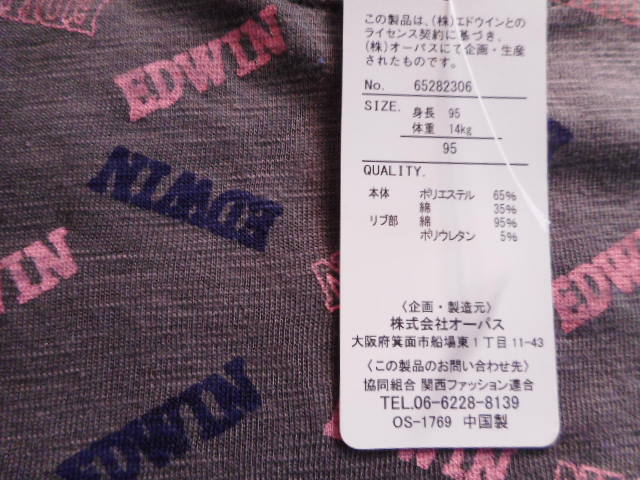 EDWIN
EDWIN
EDWIN
EDWIN
EDWIN
この製品は、(株)エドウインとの
ライセンス契約に基づき、
(株)オーパスにて企画・生産
されたものです。
No. 65282306
SIZE. 身長 95
体重 14kg
95
QUALITY.
本体 ポリエステル 65%
綿 35%
リブ部 綿 95%
ポリウレタン 5%
〈企画・製造元〉
株式会社オーパス
大阪府箕面市船場東1丁目11-43
〈この製品のお問い合わせ先〉
協同組合 関西ファッション連合
TEL.06-6228-8139
OS-1769 中国製